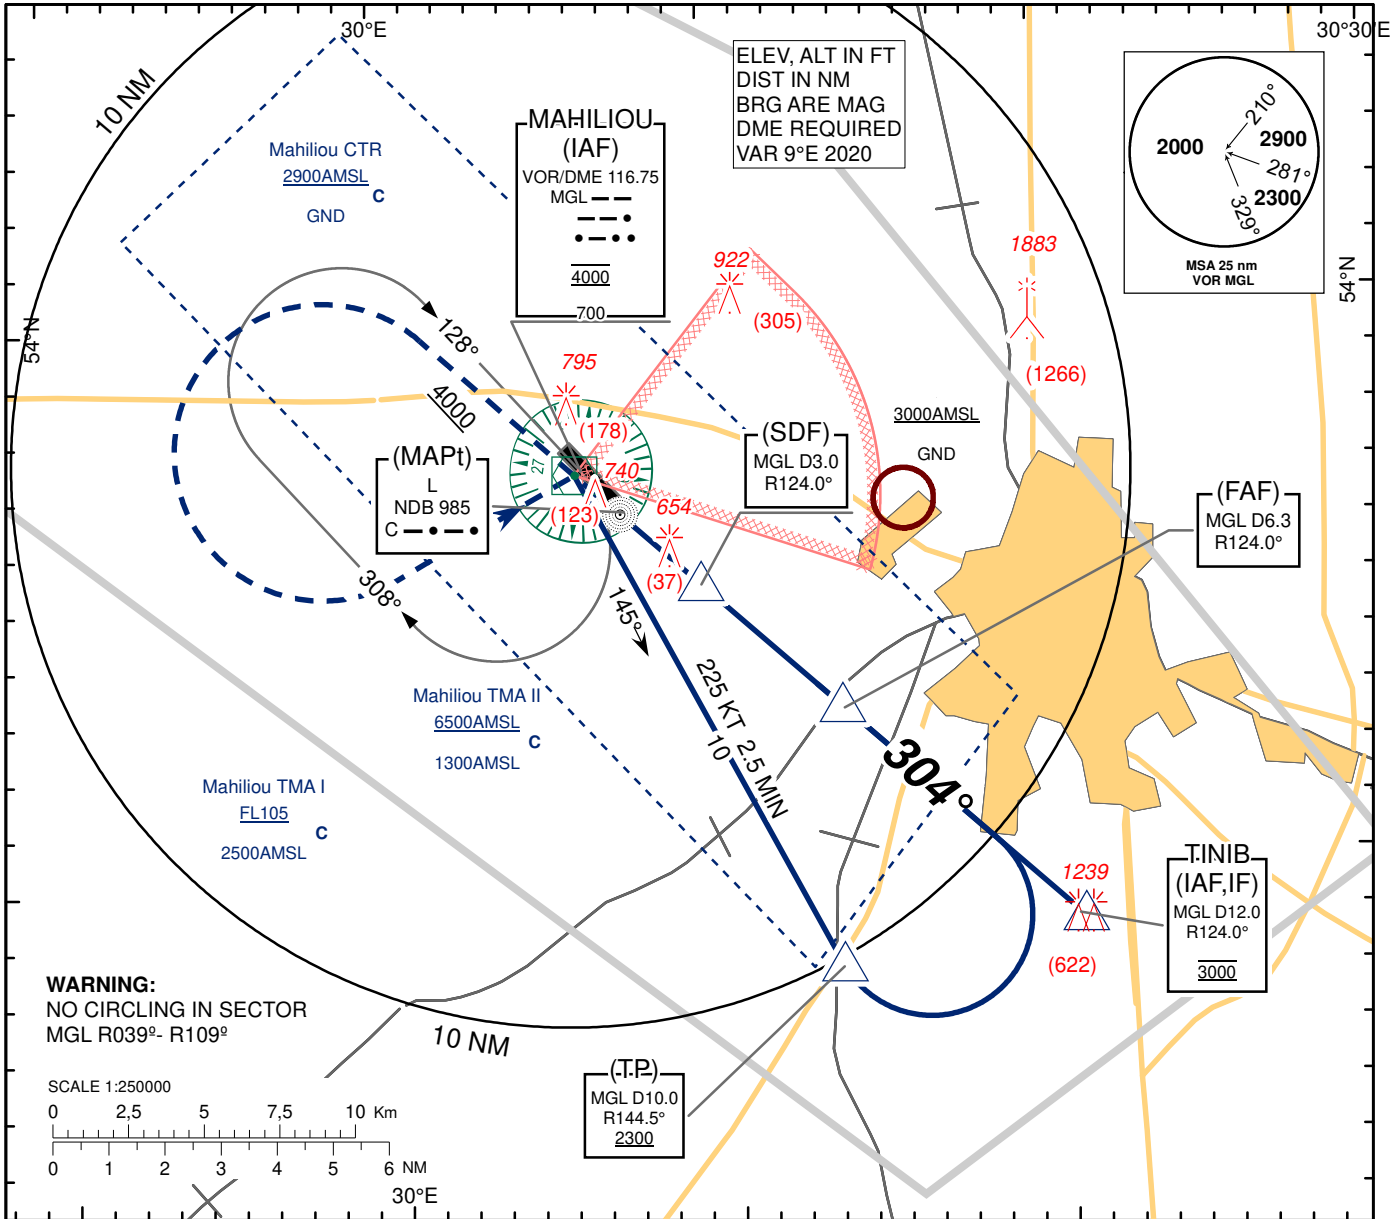 30°E
30°30'E
10 NM
ELEV, ALT IN FT
DIST IN NM
BRG ARE MAG
DME REQUIRED
VAR 9°E 2020
210°
2000
2900
281°
2300
329°
MSA 25 nm
VOR MGL
MAHILIOU
(IAF)
VOR/DME 116.75
MGL
4000
700
Mahiliou CTR
2900AMSL
C
GND
54°N
54°N
922
(305)
1883
(1266)
128°
4000
795
(178)
27
740
(123)
654
(37)
3000AMSL
GND
(SDF)
MGL D3.0
R124.0°
(MAPt)
L
NDB 985
C
(FAF)
MGL D6.3
R124.0°
308°
145°
225 KT 2.5 MIN
10
304°
Mahiliou TMA II
6500AMSL
C
1300AMSL
Mahiliou TMA I
FL105
C
2500AMSL
1239
(622)
TINIB
(IAF,IF)
MGL D12.0
R124.0°
3000
WARNING:
NO CIRCLING IN SECTOR
MGL R039º- R109º
10 NM
(TP)
MGL D10.0
R144.5°
2300
SCALE 1:250000
0 2,5 5 7,5 10 Km
0 1 2 3 4 5 6 NM
30°E